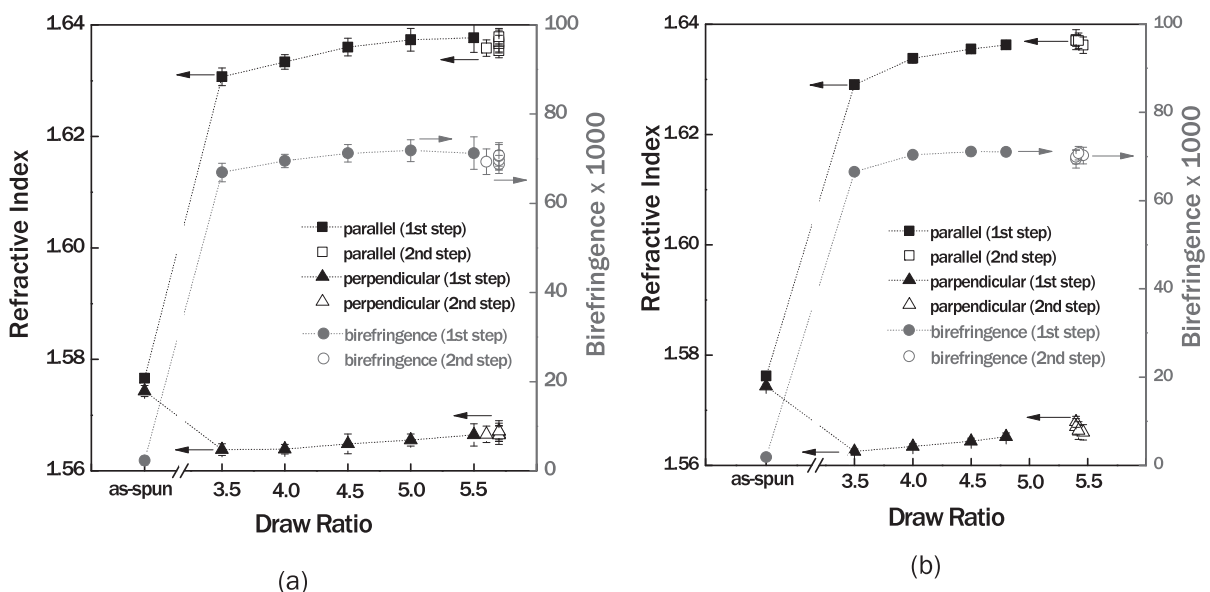 1.64
1.62
1.60
1.58
1.56
Refractive Index
100
80
60
40
20
0
Birefringence x 1000
parallel (1st step)
parallel (2nd step)
perpendicular (1st step)
perpendicular (2nd step)
birefringence (1st step)
birefringence (2nd step)
as-spun 3.5 4.0 4.5 5.0 5.5
Draw Ratio
(a)
1.64
1.62
1.60
1.58
1.56
Refractive Index
100
80
60
40
20
0
Birefringence x 1000
parallel (1st step)
parallel (2nd step)
parpendicular (1st step)
parpendicular (2nd step)
birefringence (1st step)
birefringence (2nd step)
as-spun 3.5 4.0 4.5 5.0 5.5
Draw Ratio
(b)